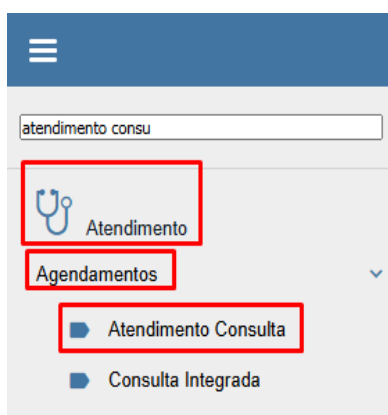 atendimento consu
Atendimento
Agendamentos
Atendimento Consulta
Consulta Integrada